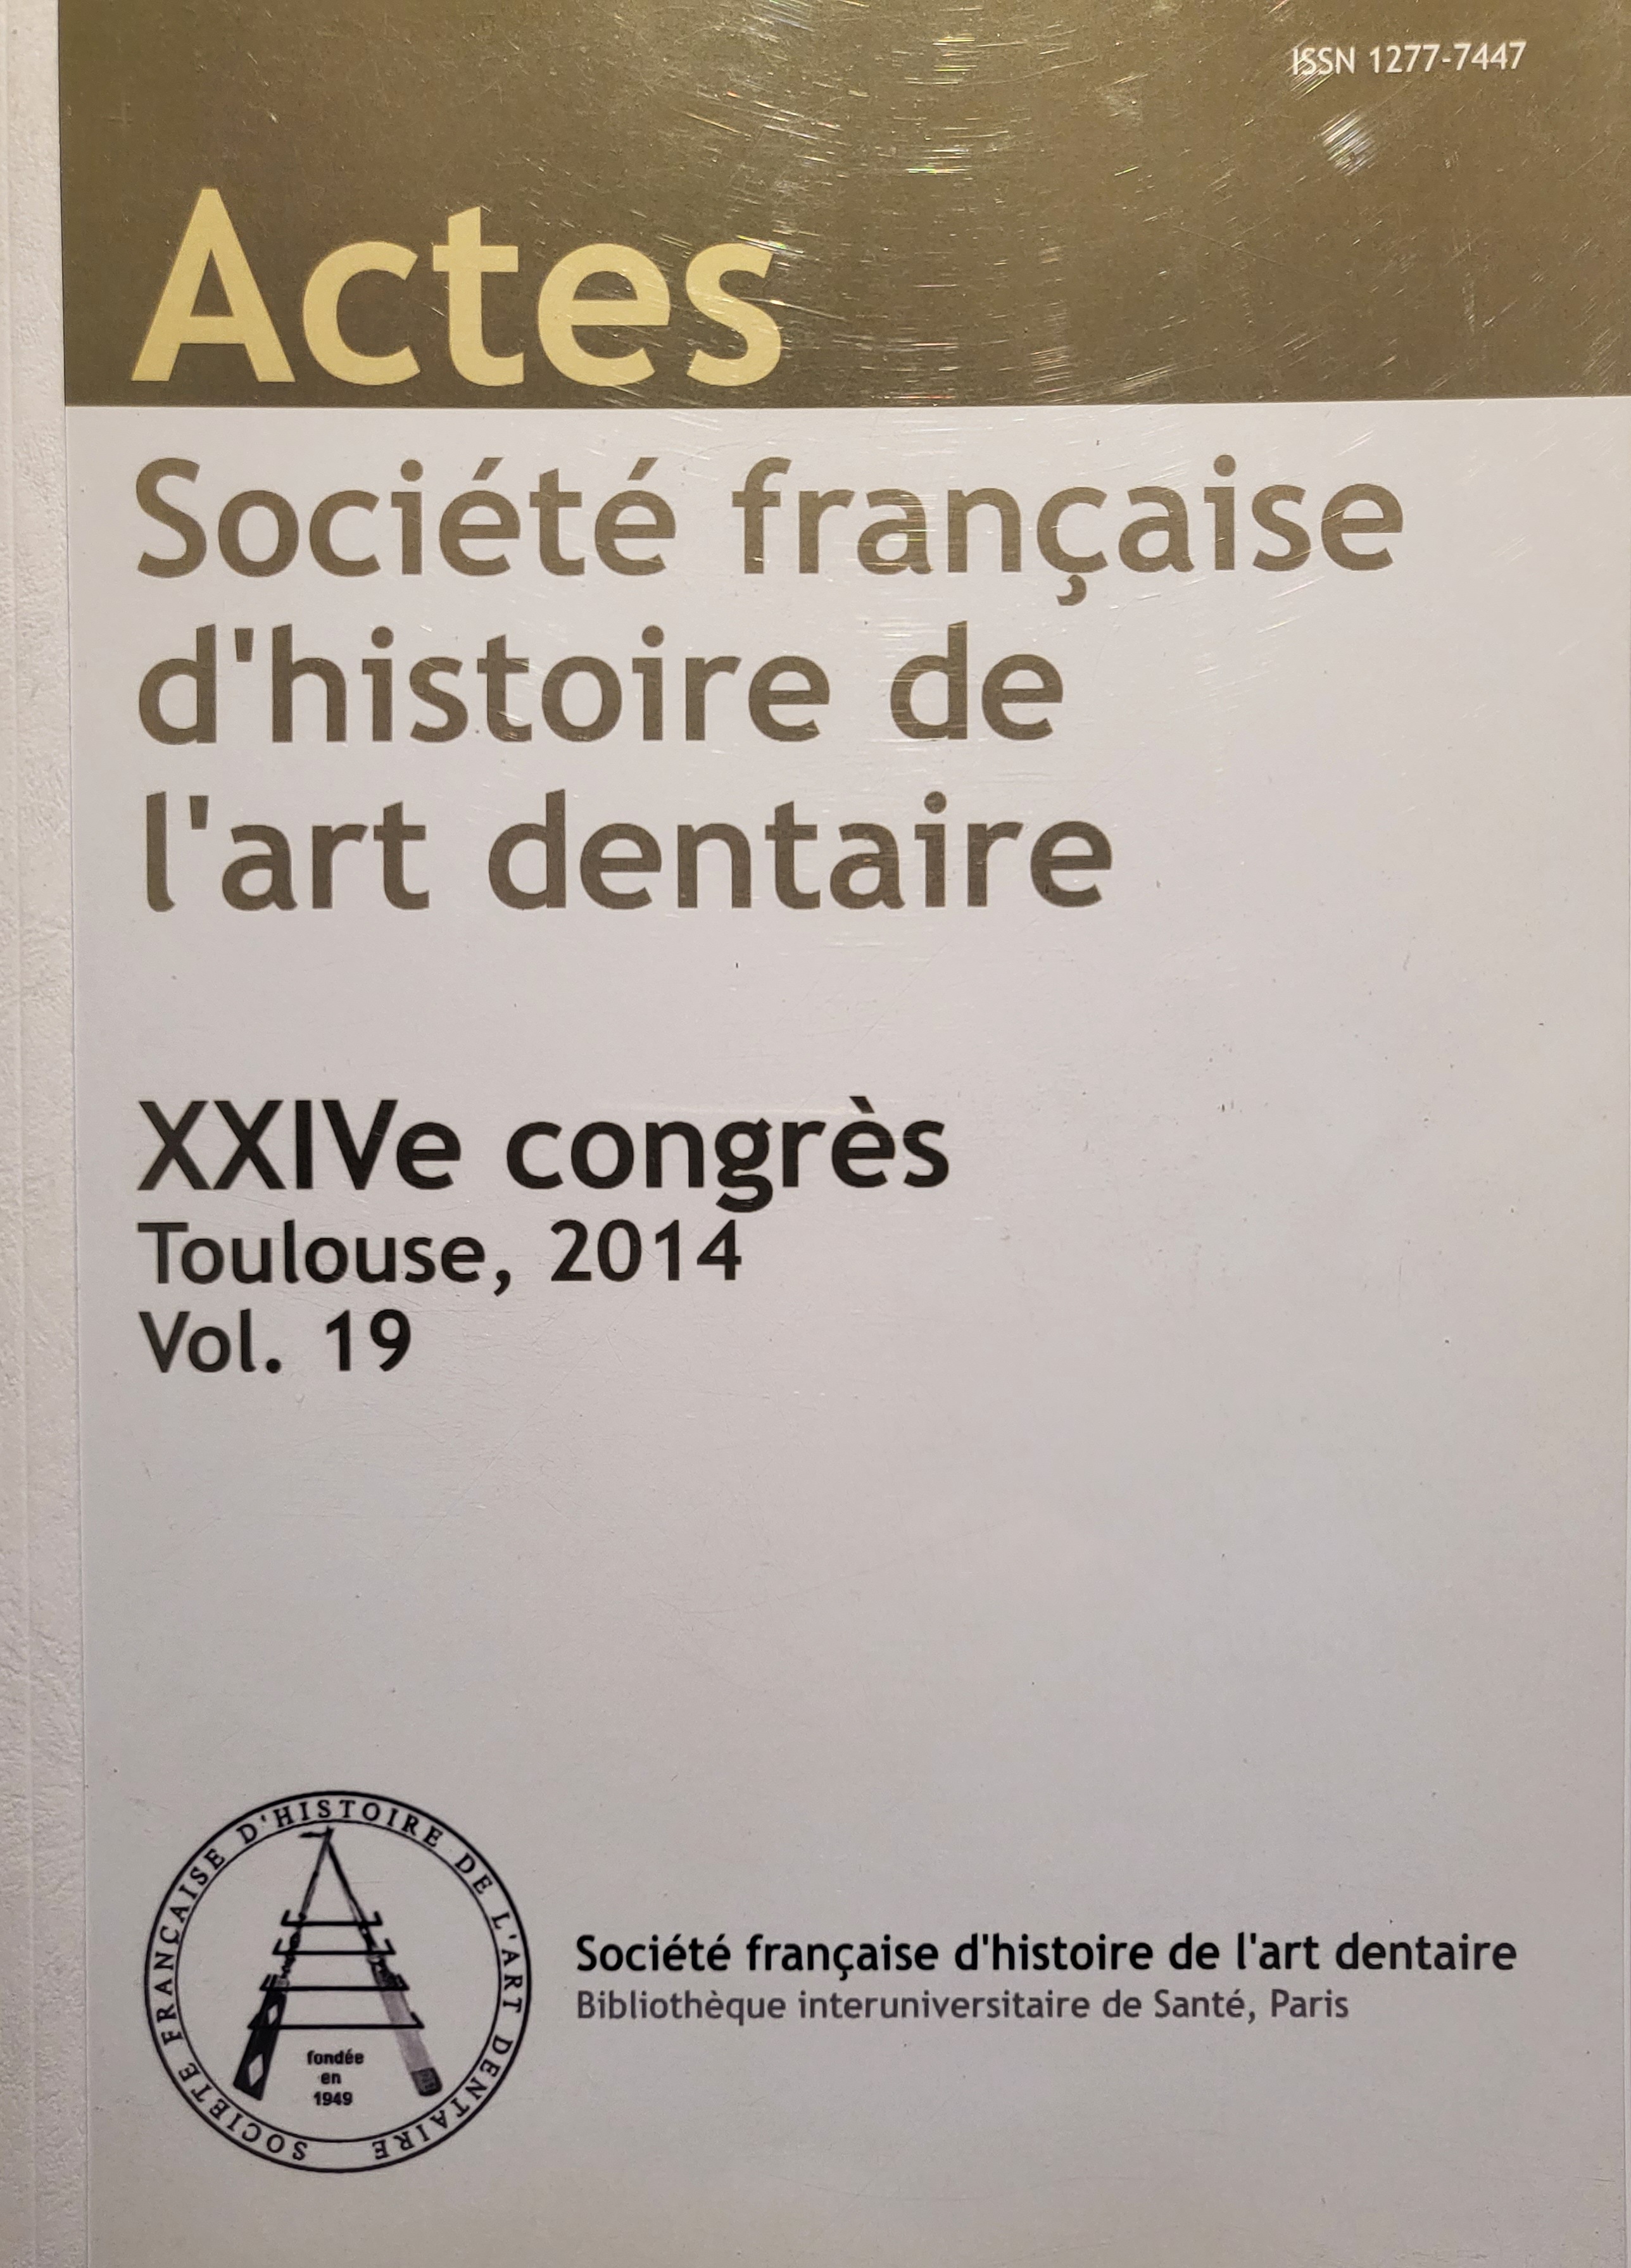 ISSN 1277-7447
Actes
Société française
d'histoire de
l'art dentaire
XXIVe congrès
Toulouse, 2014
Vol. 19
SOCIETE FRANÇAISE D'HISTOIRE DE L'ART DENTAIRE
fondée
en
1949
Société française d'histoire de l'art dentaire
Bibliothèque interuniversitaire de Santé, Paris